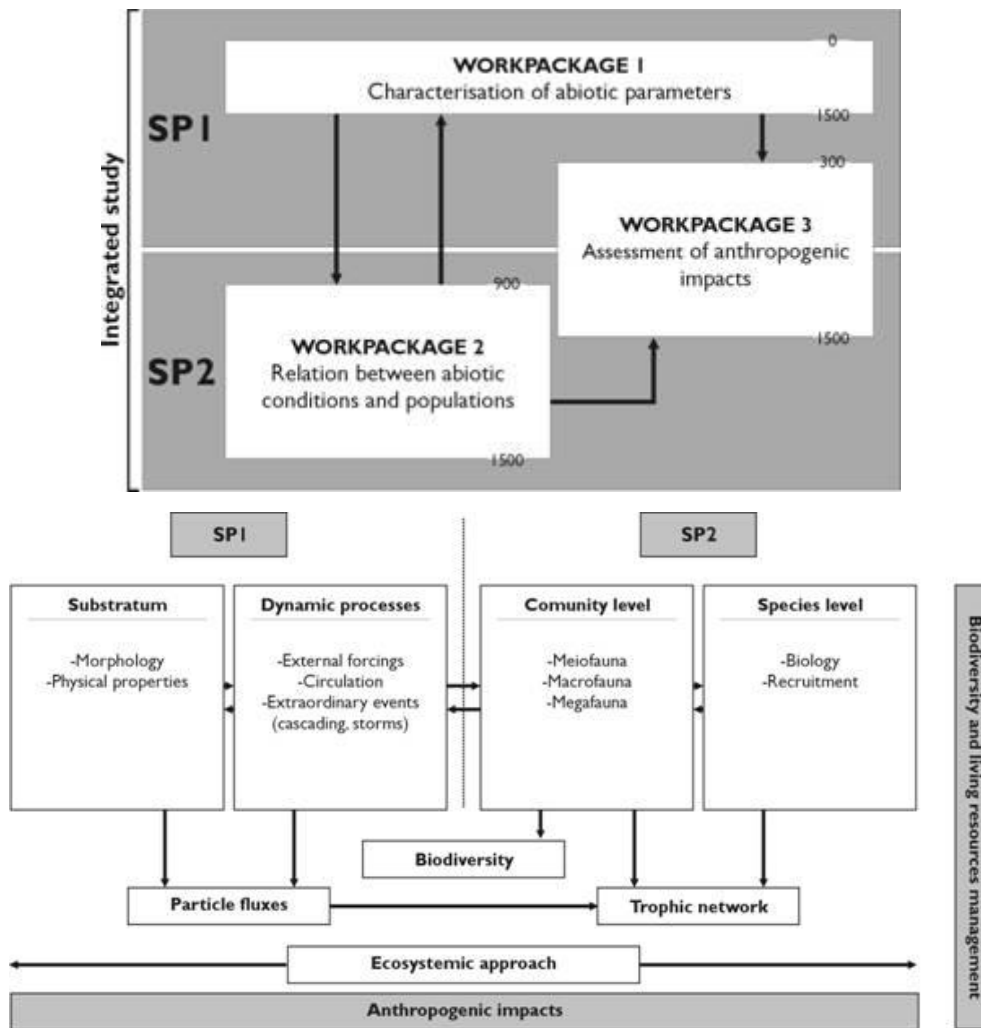 0
WORKPACKAGE 1
Characterisation of abiotic parameters
1500
SP1
300
Integrated study
WORKPACKAGE 3
Assessment of anthropogenic
impacts
900
1500
SP2
WORKPACKAGE 2
Relation between abiotic
conditions and populations
1500
SP1
SP2
Substratum
-Morphology
-Physical properties
Dynamic processes
-External forcings
-Circulation
-Extraordinary events
(cascading, storms)
Comunity level
-Meiofauna
-Macrofauna
-Megafauna
Species level
-Biology
-Recruitment
Biodiversity and living resources management
Biodiversity
Particle fluxes
Trophic network
Ecosystemic approach
Anthropogenic impacts